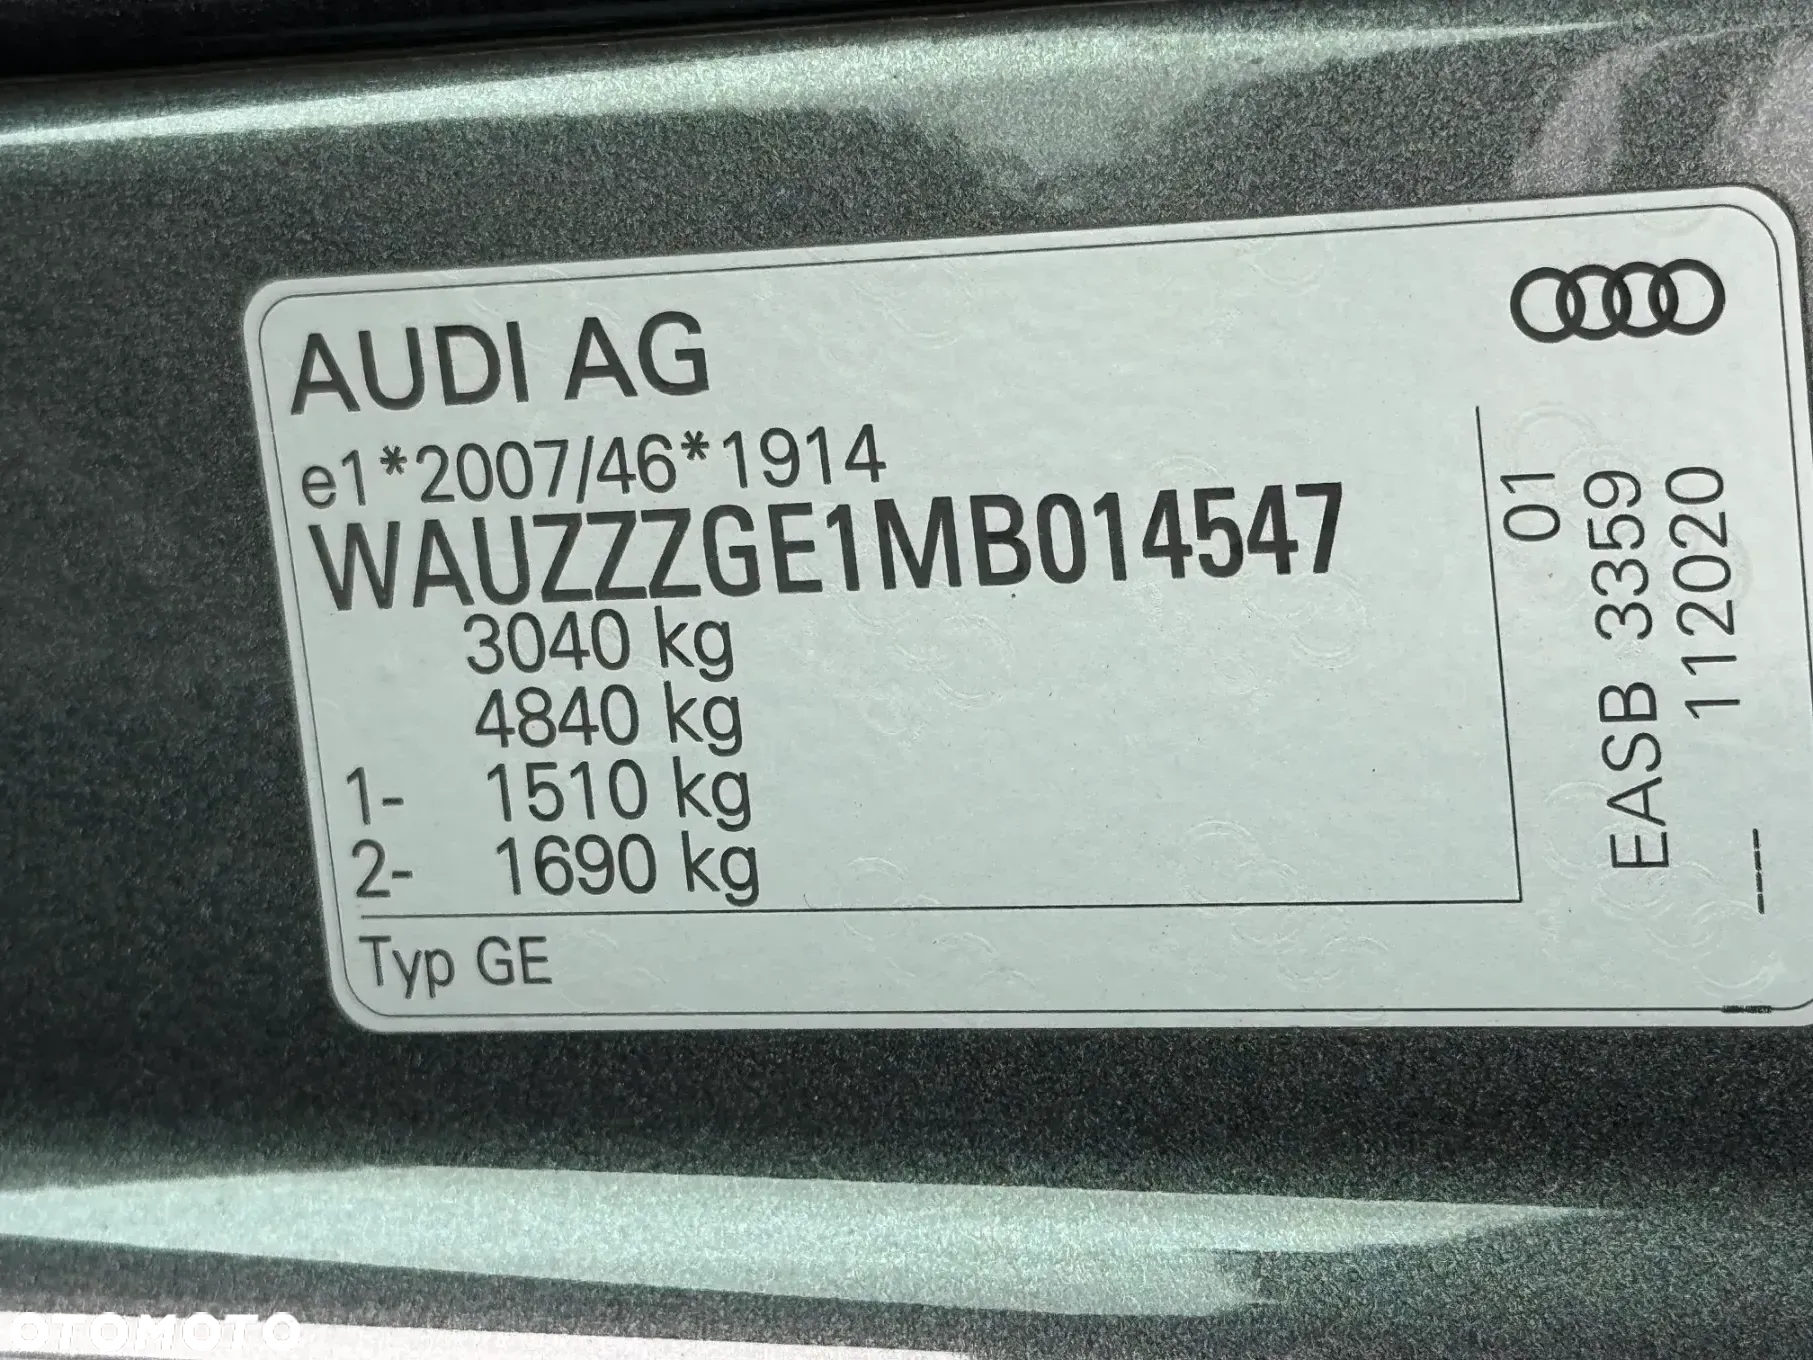 AUDI AG
e1*2007/46*1914
WAUZZZGE1MB014547
3040 kg
4840 kg
1- 1510 kg
2- 1690 kg
Typ GE
01
EASB 3359
112020
----
OTOMOTO